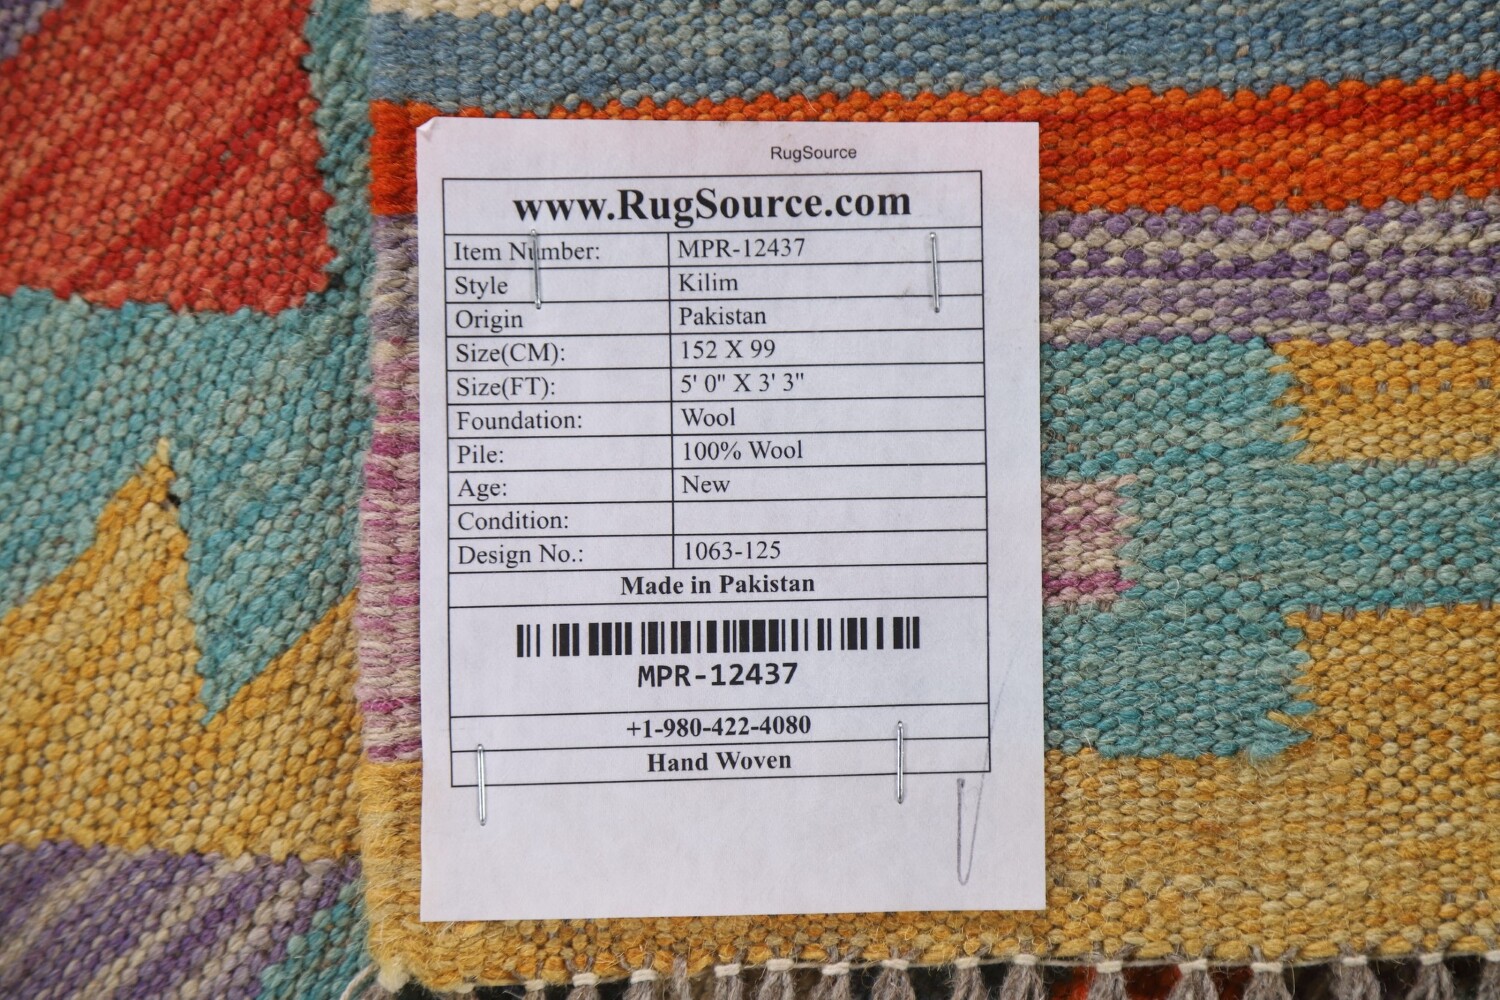 RugSource
www.RugSource.com
Item Number: MPR-12437
Style Kilim
Origin Pakistan
Size(CM): 152 X 99
Size(FT): 5' 0" X 3' 3"
Foundation: Wool
Pile: 100% Wool
Age: New
Condition:
Design No.: 1063-125
Made in Pakistan
MPR-12437
+1-980-422-4080
Hand Woven